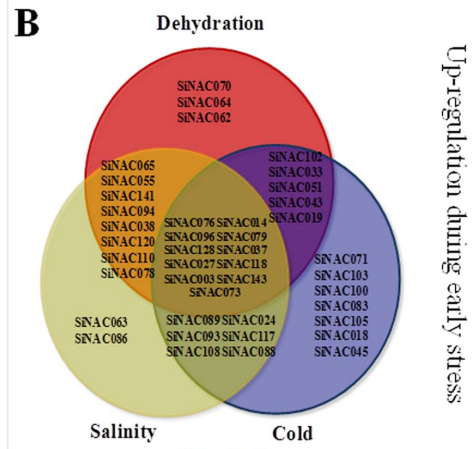 B
Dehydration
SiNAC070
SiNAC064
SiNAC062
SiNAC065
SiNAC055
SiNAC141
SiNAC094
SiNAC038
SiNAC120
SiNAC110
SiNAC078
SiNAC102
SiNAC033
SiNAC051
SiNAC043
SiNAC019
SiNAC076 SiNAC014
SiNAC096 SiNAC079
SiNAC128 SiNAC037
SiNAC027 SiNAC118
SiNAC003 SiNAC143
SiNAC073
SiNAC071
SiNAC103
SiNAC100
SiNAC083
SiNAC105
SiNAC018
SiNAC045
SiNAC063
SiNAC086
SiNAC089 SiNAC024
SiNAC093 SiNAC117
SiNAC108 SiNAC088
Salinity
Cold
Up-regulation during early stress